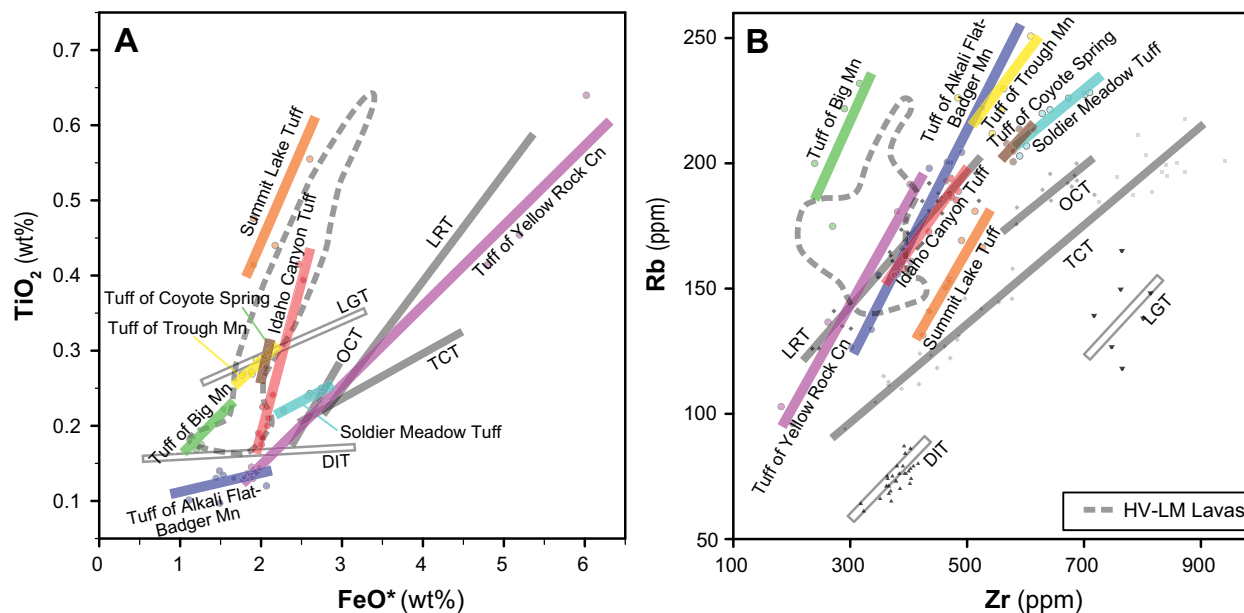 A
0.7
0.6
0.5
0.4
0.3
0.2
0.1
TiO2 (wt%)
0
1
2
3
4
5
6
FeO* (wt%)
Summit Lake Tuff
Idaho Canyon Tuff
LRT
Tuff of Yellow Rock Cn
Tuff of Coyote Spring
Tuff of Trough Mn
LGT
OCT
TCT
Tuff of Big Mn
Soldier Meadow Tuff
DIT
Tuff of Alkali Flat-
Badger Mn
B
250
200
150
100
50
Rb (ppm)
100
300
500
700
900
Zr (ppm)
Tuff of Big Mn
Tuff of Alkali Flat-
Badger Mn
Tuff of Trough Mn
Tuff of Coyote Spring
Soldier Meadow Tuff
OCT
TCT
Idaho Canyon Tuff
Summit Lake Tuff
LRT
LGT
Tuff of Yellow Rock Cn
DIT
HV-LM Lavas